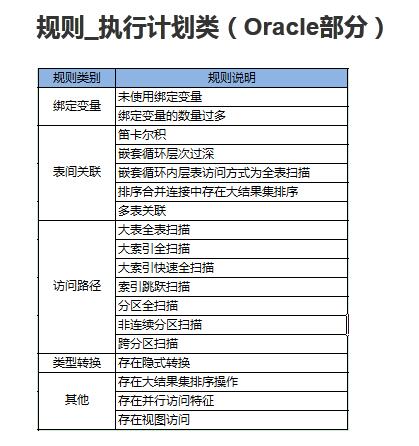 规则_执行计划类（Oracle部分）
规则类别 规则说明
绑定变量
未使用绑定变量
绑定变量的数量过多
表间关联
笛卡尔积
嵌套循环层次过深
嵌套循环内层表访问方式为全表扫描
排序合并连接中存在大结果集排序
多表关联
访问路径
大表全表扫描
大索引全扫描
大索引快速全扫描
索引跳跃扫描
分区全扫描
非连续分区扫描
跨分区扫描
类型转换 存在隐式转换
其他
存在大结果集排序操作
存在并行访问特征
存在视图访问